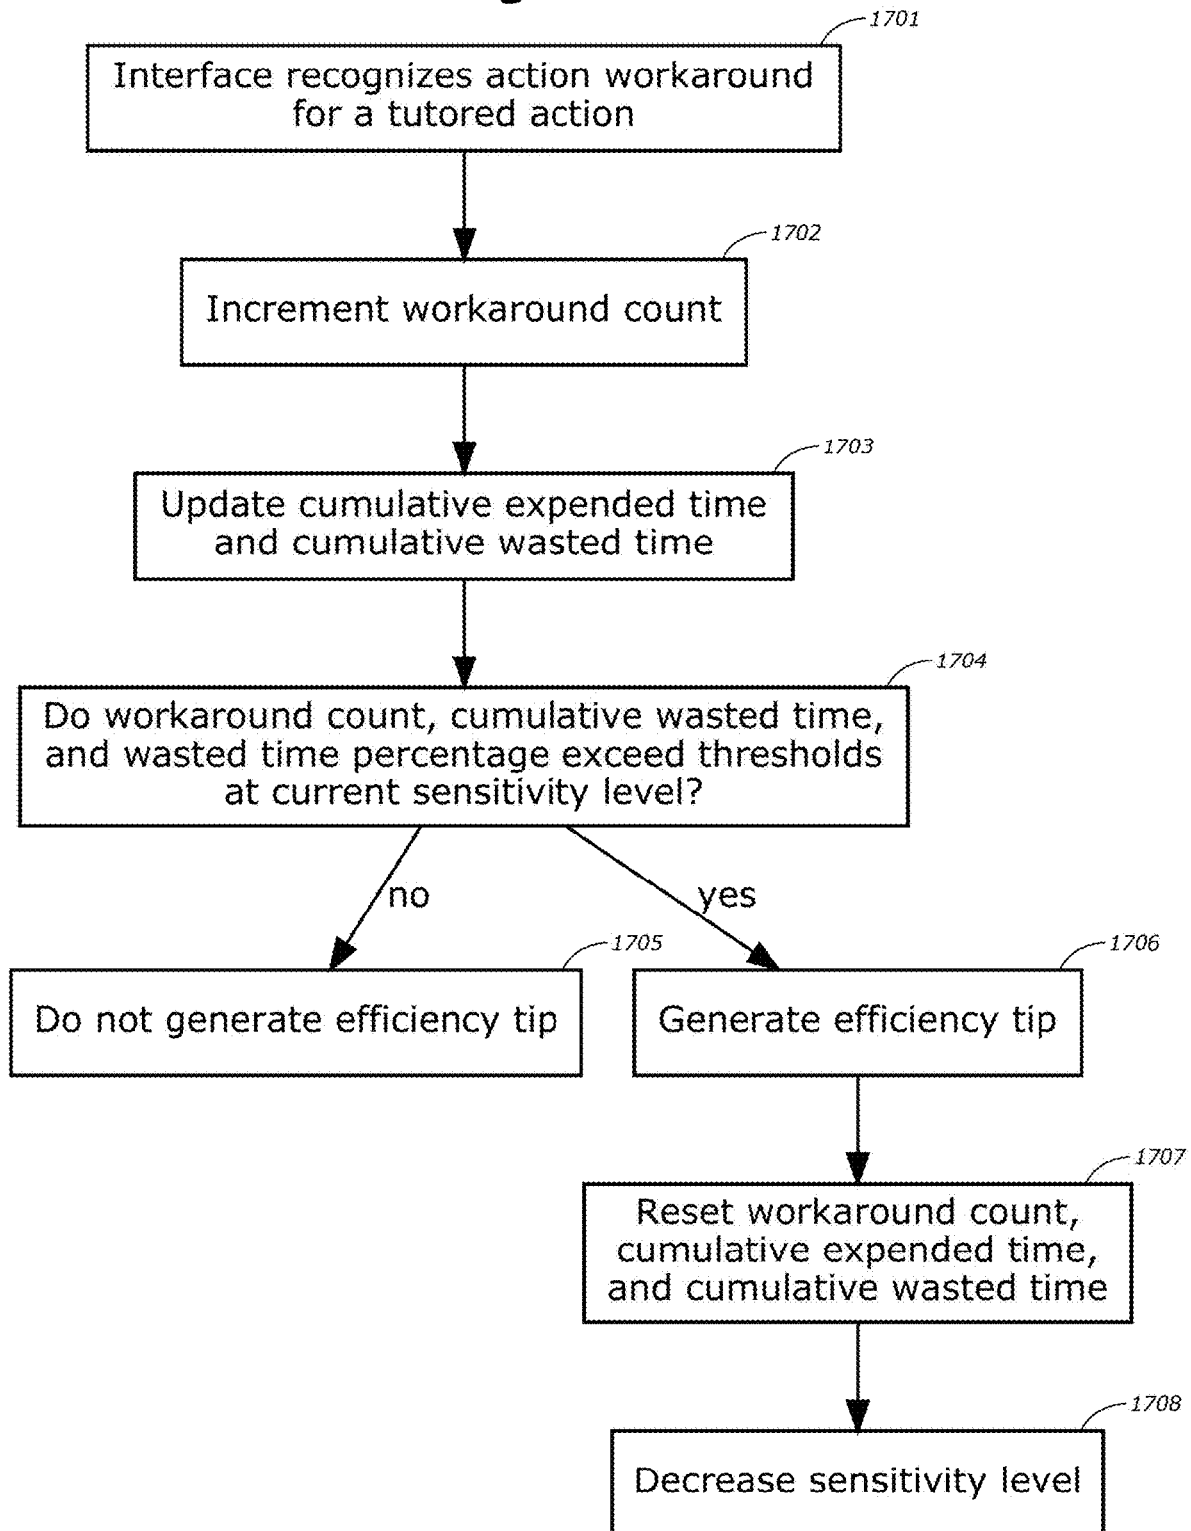 1701
Interface recognizes action workaround
for a tutored action
1702
Increment workaround count
1703
Update cumulative expended time
and cumulative wasted time
1704
Do workaround count, cumulative wasted time,
and wasted time percentage exceed thresholds
at current sensitivity level?
no
yes
1705
Do not generate efficiency tip
1706
Generate efficiency tip
1707
Reset workaround count,
cumulative expended time,
and cumulative wasted time
1708
Decrease sensitivity level